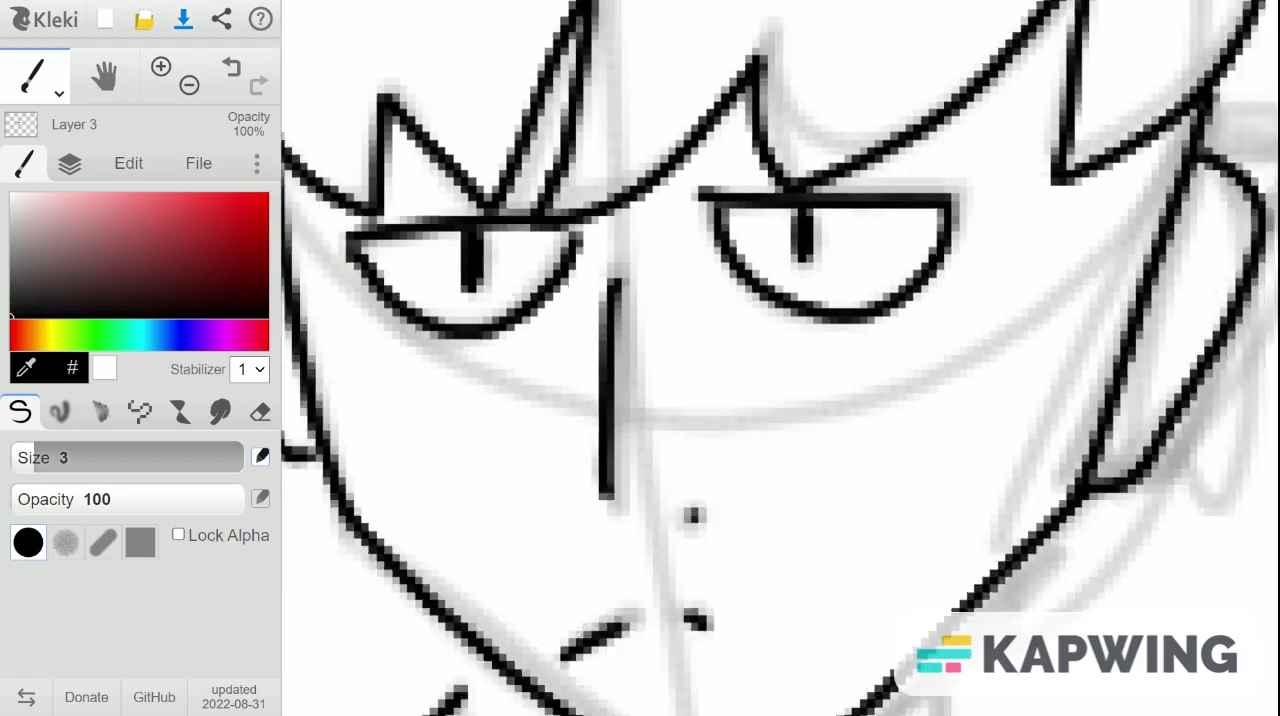 Kleki
Layer 3
Opacity
100%
Edit
File
#
Stabilizer 1
Size 3
Opacity 100
Lock Alpha
Donate
GitHub
updated
2022-08-31
KAPWING